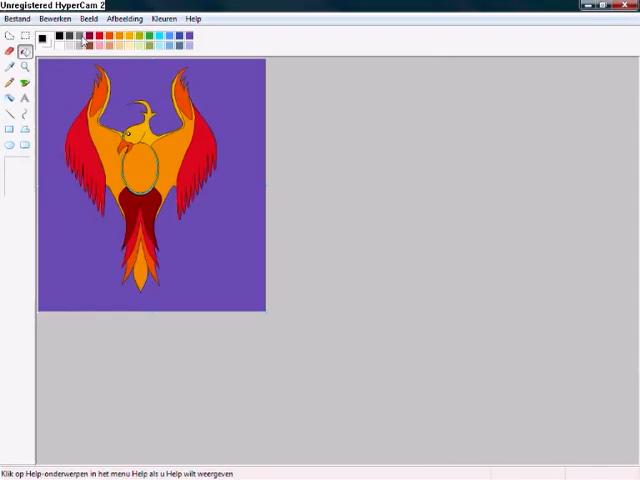 Unregistered HyperCam 2
Bestand Bewerken Beeld Afbeelding Kleuren Help
Klik op Help-onderwerpen in het menu Help als u Help wilt weergeven